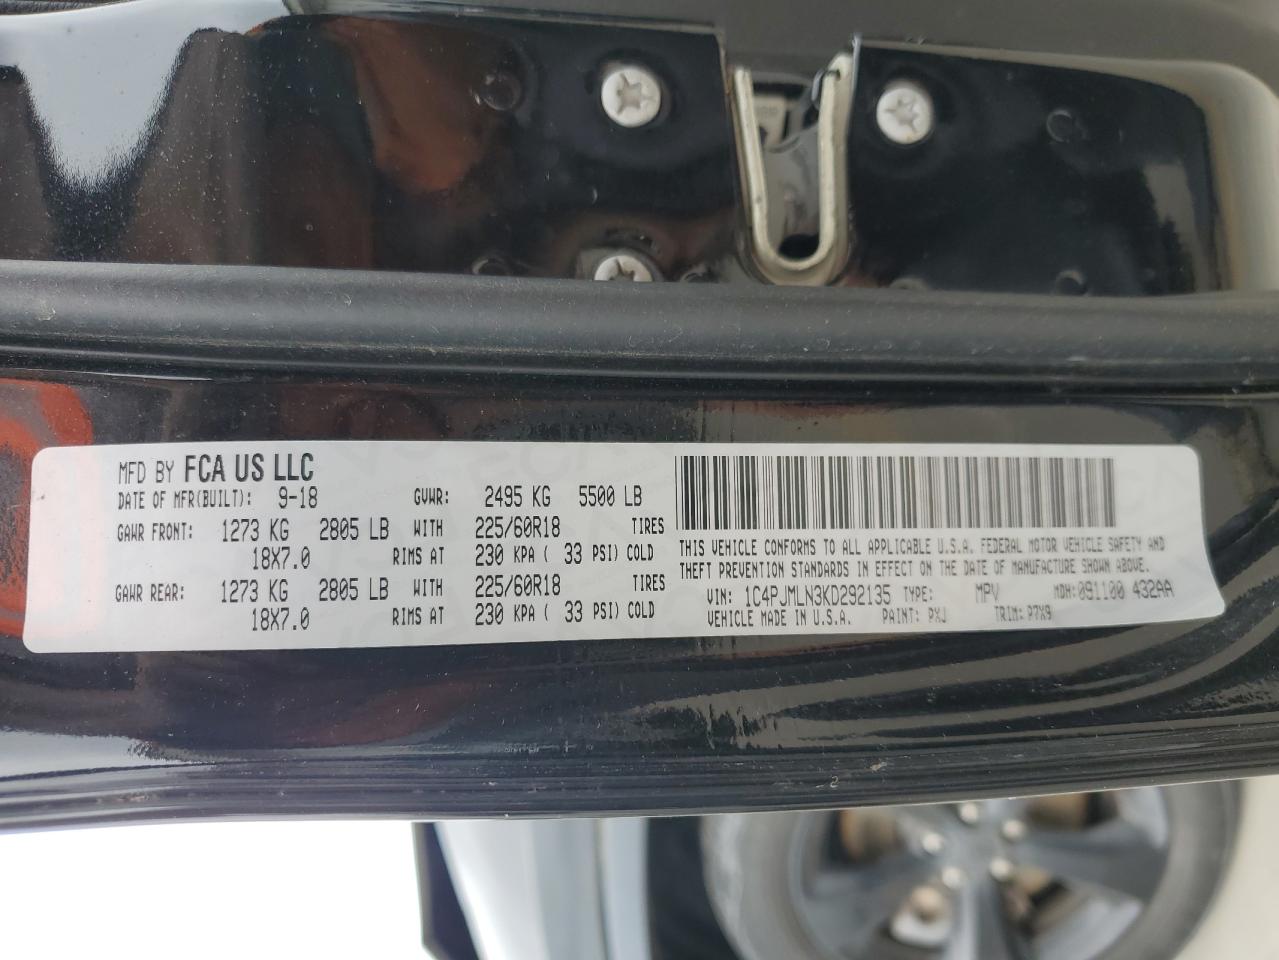 MFD BY FCA US LLC
DATE OF MFR(BUILT): 9-18 GVWR: 2495 KG 5500 LB
GAWR FRONT: 1273 KG 2805 LB WITH 225/60R18 TIRES
18X7.0 RIMS AT 230 KPA ( 33 PSI) COLD
GAWR REAR: 1273 KG 2805 LB WITH 225/60R18 TIRES
18X7.0 RIMS AT 230 KPA ( 33 PSI) COLD
THIS VEHICLE CONFORMS TO ALL APPLICABLE U.S.A. FEDERAL MOTOR VEHICLE SAFETY AND
THEFT PREVENTION STANDARDS IN EFFECT ON THE DATE OF MANUFACTURE SHOWN ABOVE.
VIN: 1C4PJMLN3KD292135 TYPE: MPV MDH: 091100 432AA
VEHICLE MADE IN U.S.A. PAINT: PXJ TRIM: P7X9